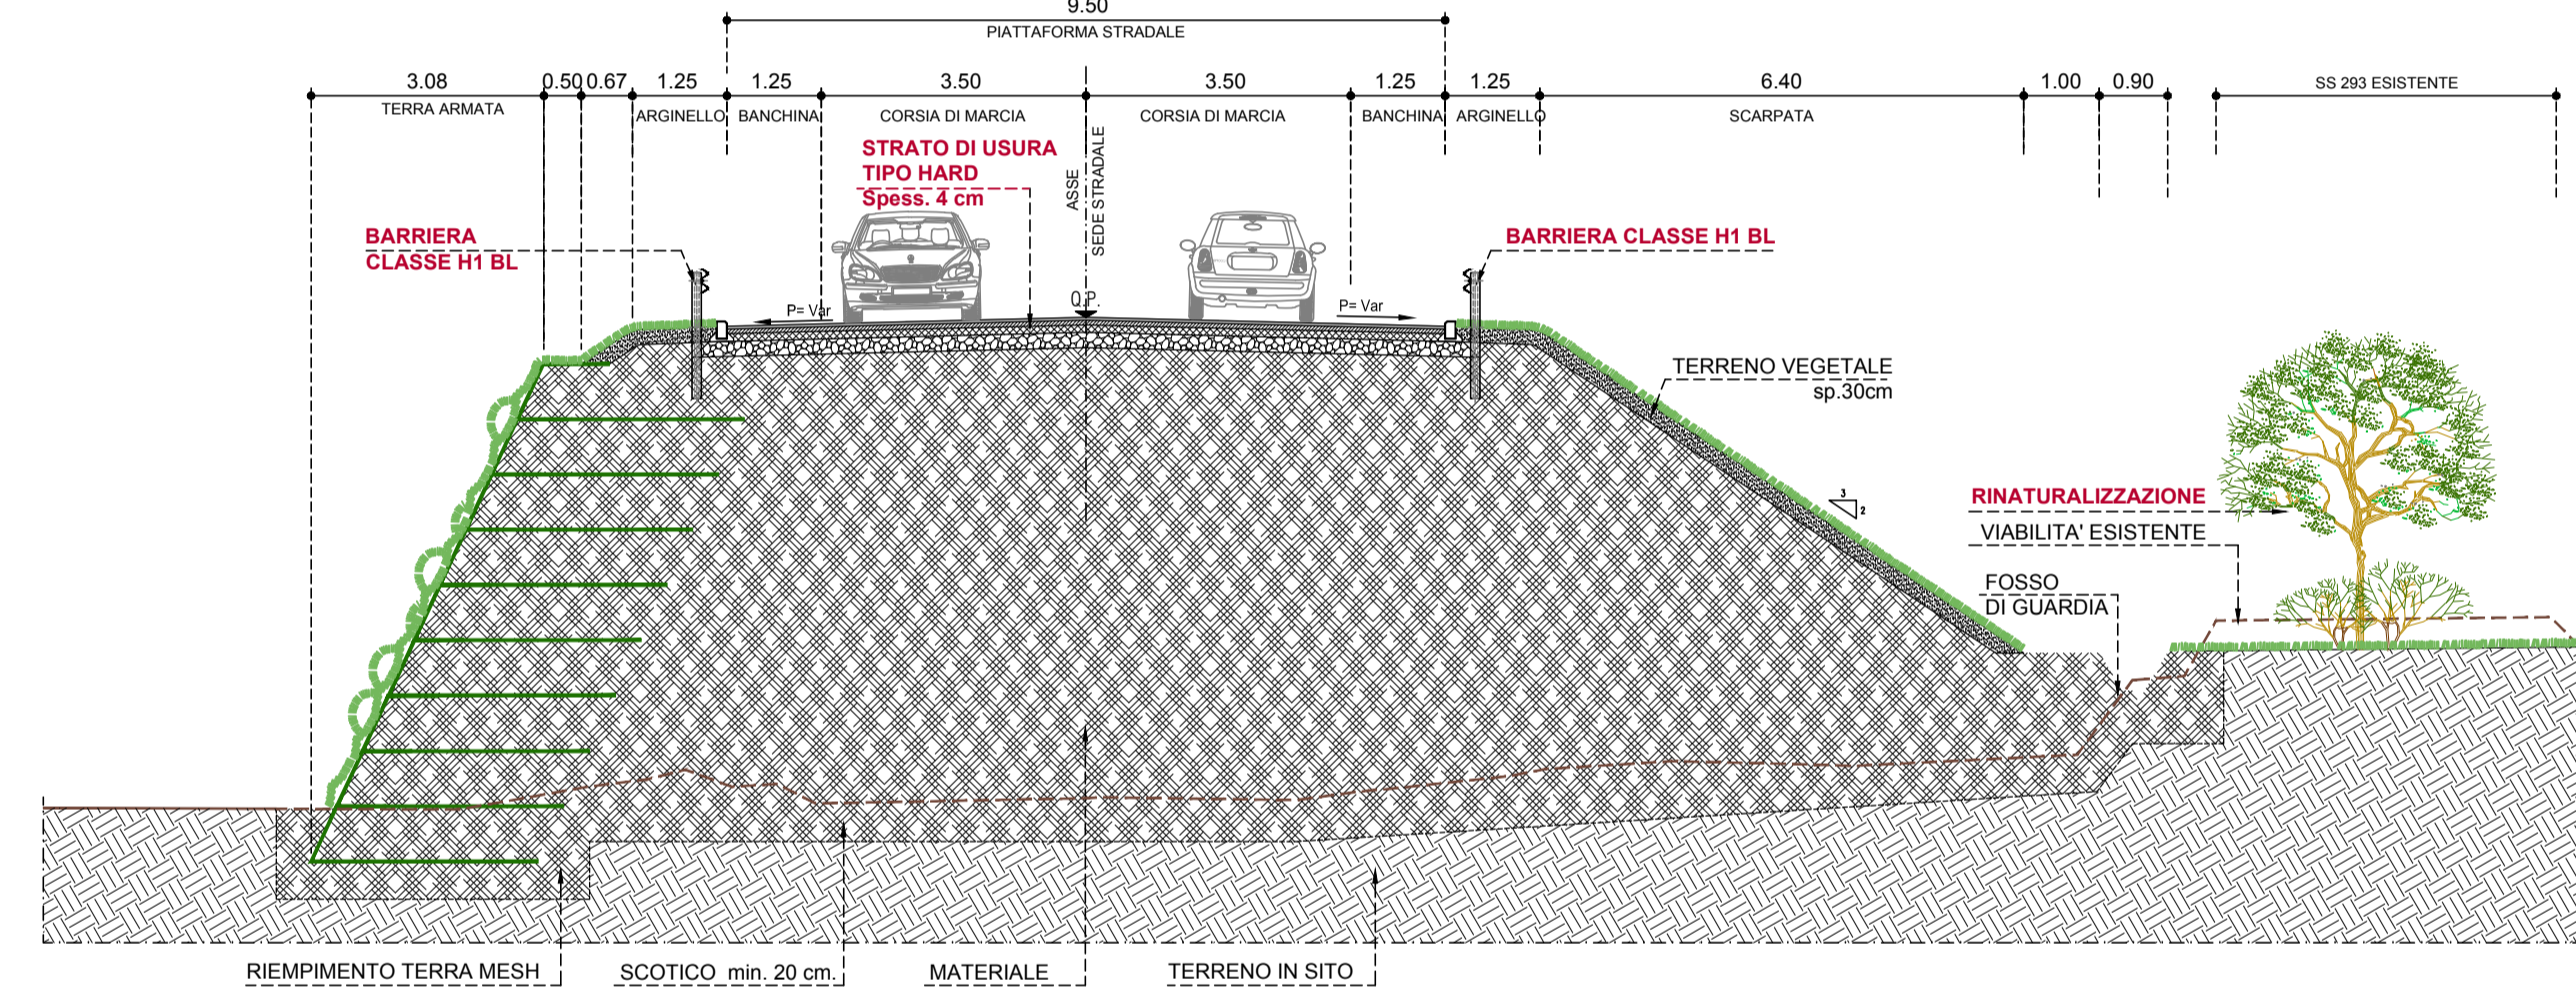 9.50
PIATTAFORMA STRADALE
3.08 0.50 0.67 1.25 1.25 3.50 3.50 1.25 1.25 6.40 1.00 0.90 SS 293 ESISTENTE
TERRA ARMATA ARGINELLO BANCHINA CORSIA DI MARCIA CORSIA DI MARCIA BANCHINA ARGINELLO SCARPATA
STRATO DI USURA
TIPO HARD
Spess. 4 cm
ASSE
SEDE STRADALE
BARRIERA
CLASSE H1 BL
BARRIERA CLASSE H1 BL
P= Var
Q.P.
P= Var
TERRENO VEGETALE
sp.30cm
3
2
RINATURALIZZAZIONE
VIABILITA' ESISTENTE
FOSSO
DI GUARDIA
RIEMPIMENTO TERRA MESH
SCOTICO min. 20 cm.
MATERIALE
TERRENO IN SITO